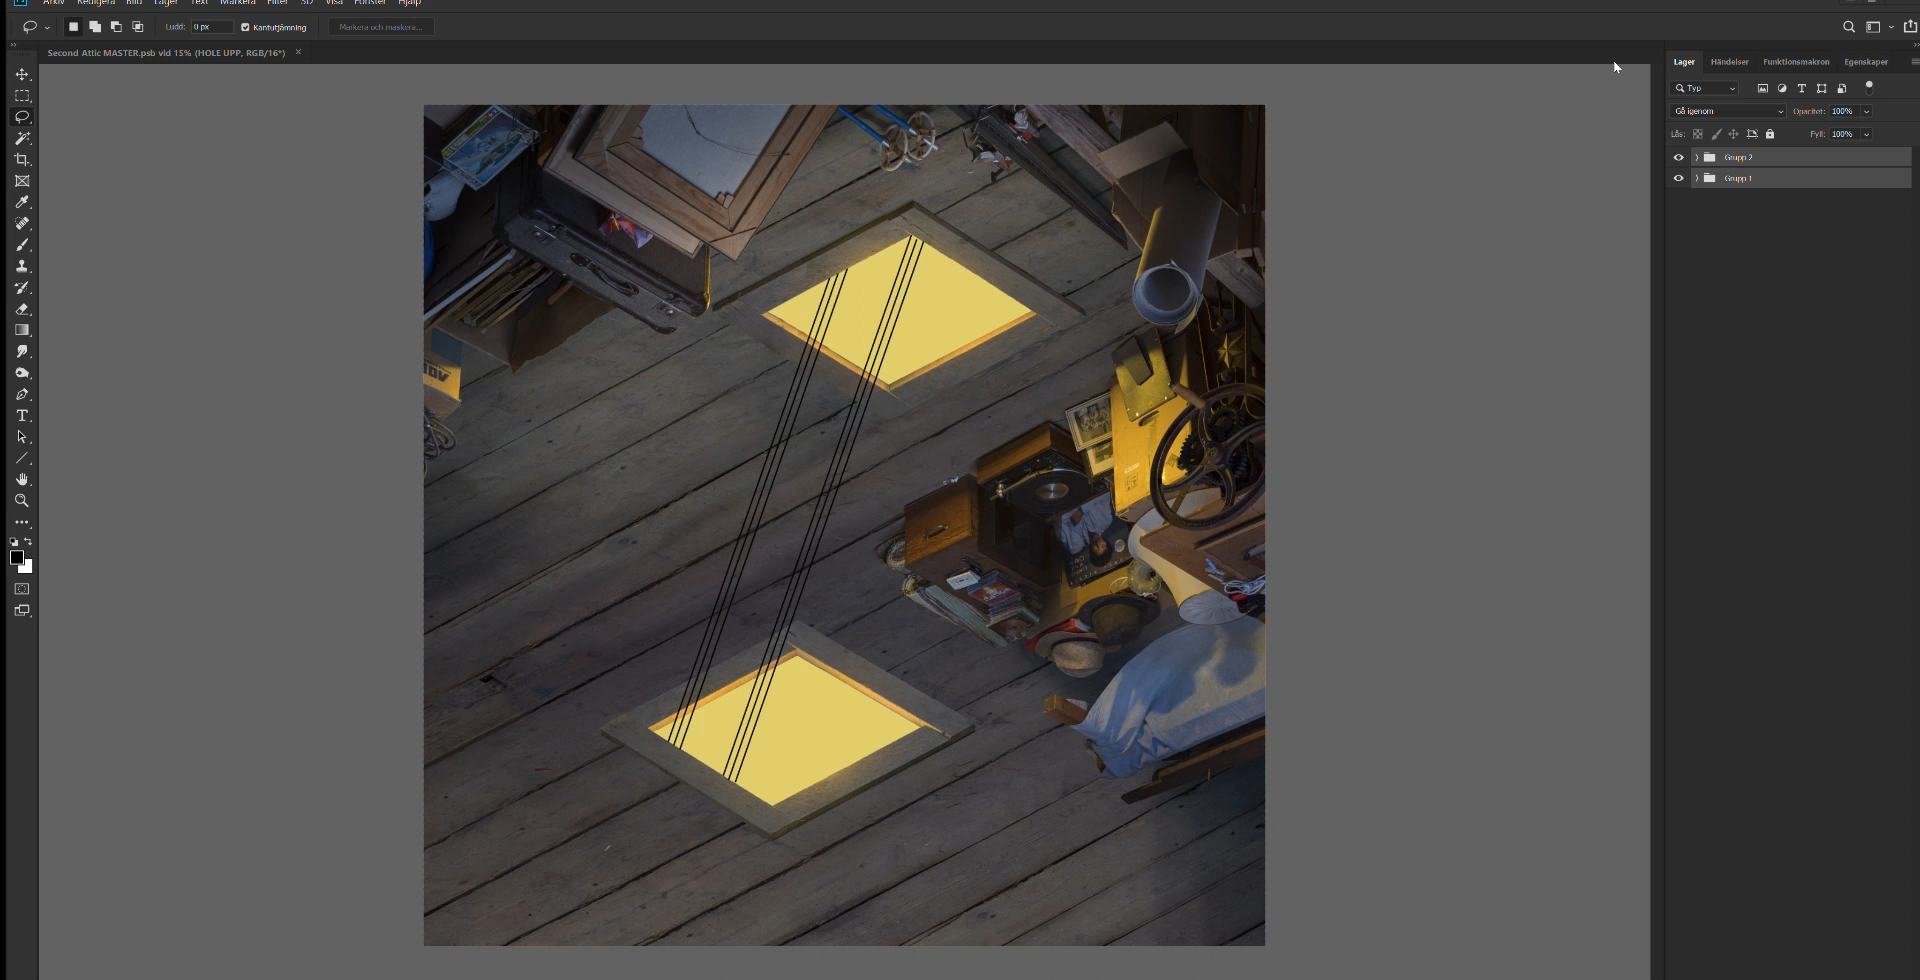 Arkiv Redigera Bild Lager Text Markera Filter 3D Visa Fönster Hjälp
Ludd: 0 px Kantutjämning Markera och maskera...
Second Attic MASTER.psb vid 15% (HOLE UPP, RGB/16*) ×
Lager Händelser Funktionsmakron Egenskaper
Typ
Gå igenom Opacitet: 100%
Lås: Fyll: 100%
Grupp 2
Grupp 1